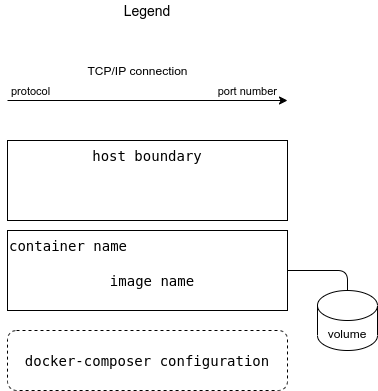 Legend
TCP/IP connection
protocol
port number
host boundary
container name
image name
volume
docker-composer configuration